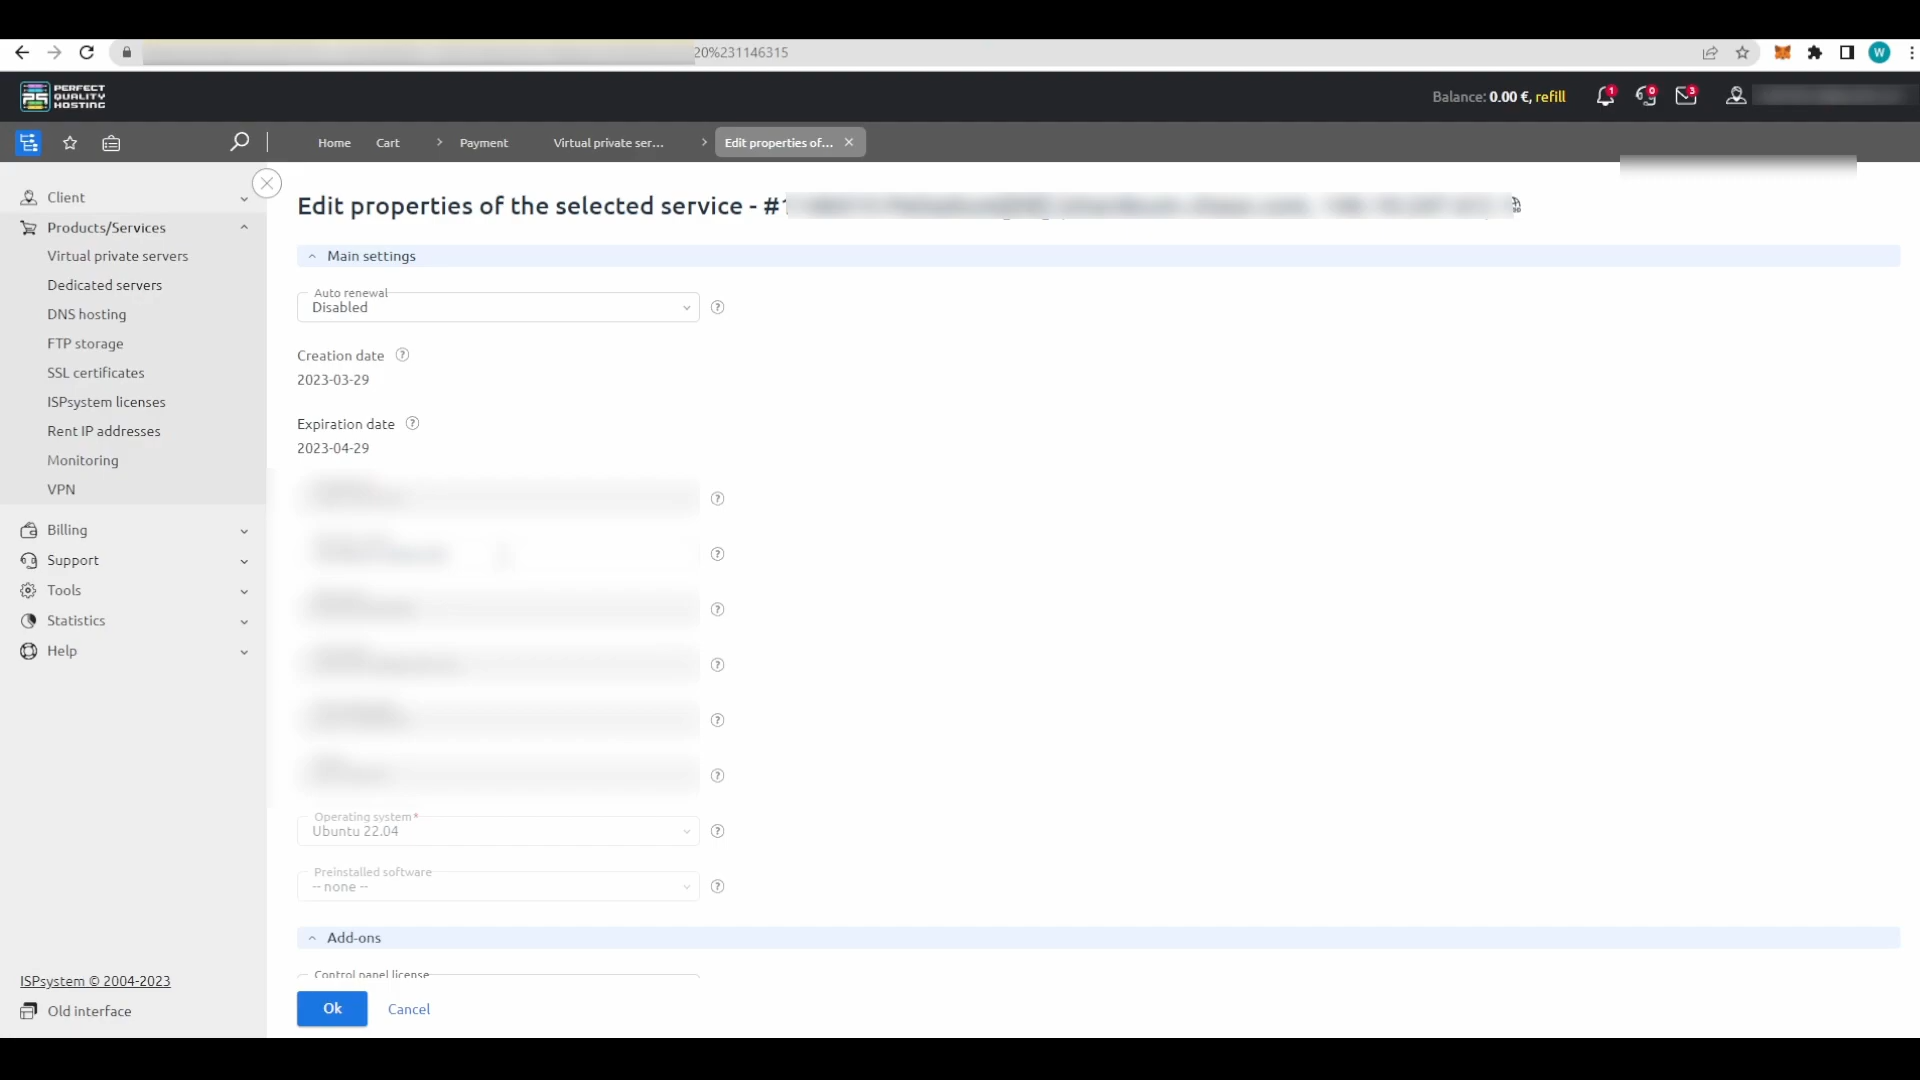 20%231146315
PERFECT
QUALITY
HOSTING
Balance: 0.00 €, refill
1
0
3
W
Home
Cart
Payment
Virtual private ser...
Edit properties of...
Client
Products/Services
Virtual private servers
Dedicated servers
DNS hosting
FTP storage
SSL certificates
ISPsystem licenses
Rent IP addresses
Monitoring
VPN
Billing
Support
Tools
Statistics
Help
ISPsystem © 2004-2023
Old interface
Edit properties of the selected service - #1
Main settings
Auto renewal
Disabled
Creation date
2023-03-29
Expiration date
2023-04-29
Operating system*
Ubuntu 22.04
Preinstalled software
-- none --
Add-ons
Control panel license
Ok
Cancel